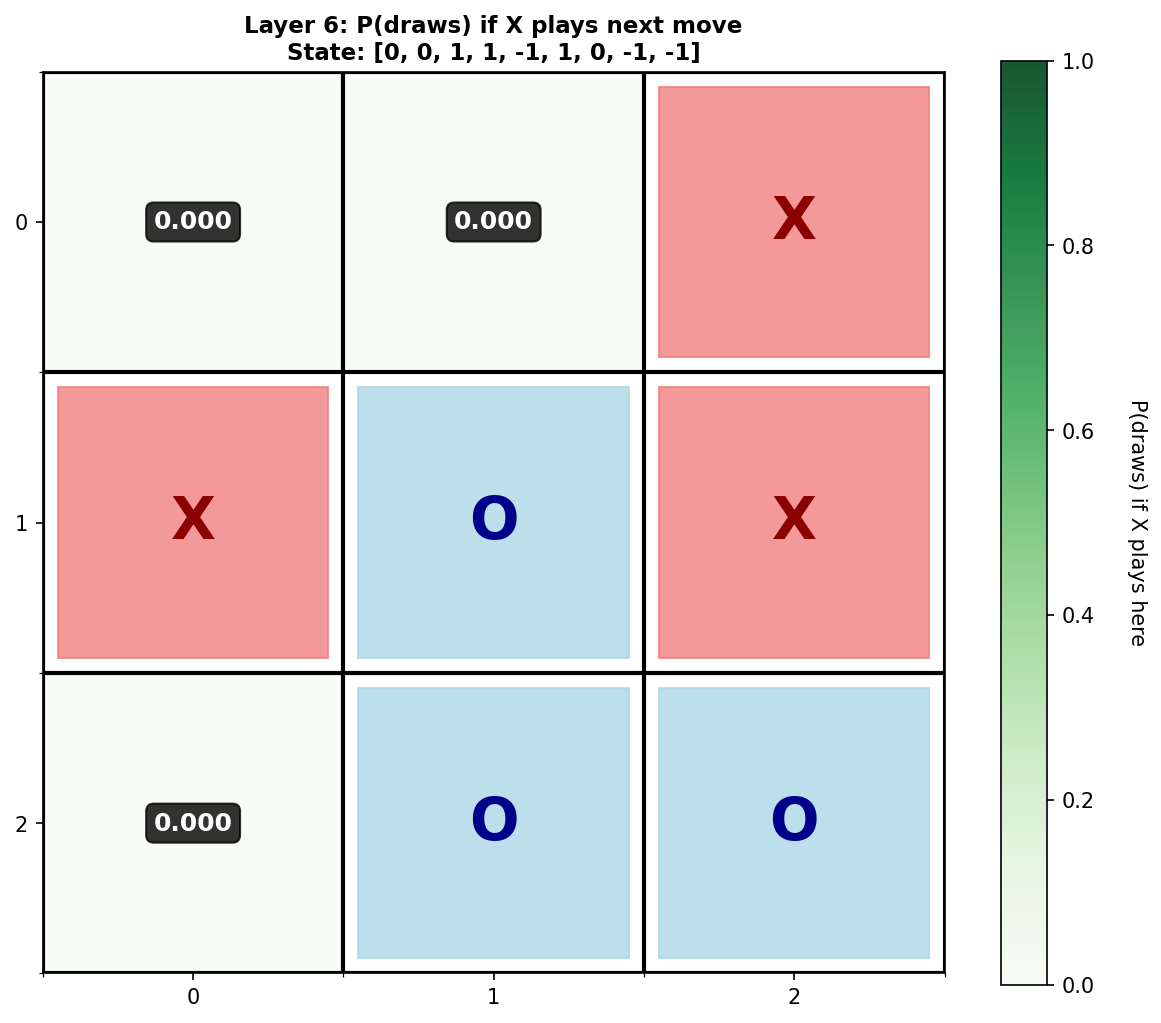 Layer 6: P(draws) if X plays next move
State: [0, 0, 1, 1, -1, 1, 0, -1, -1]
0
0.000
0.000
X
1
X
O
X
2
0.000
O
O
0
1
2
1.0
0.8
0.6
0.4
0.2
0.0
P(draws) if X plays here